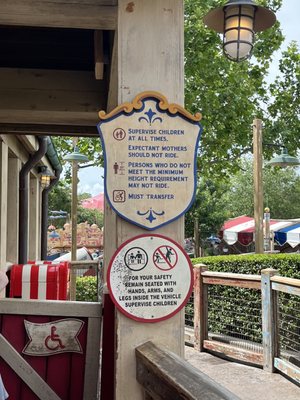 SUPERVISE CHILDREN
AT ALL TIMES.
EXPECTANT MOTHERS
SHOULD NOT RIDE.
PERSONS WHO DO
NOT MEET THE MINIMUM
HEIGHT REQUIREMENT
MAY NOT RIDE.
MUST TRANSFER
FOR YOUR SAFETY
REMAIN SEATED WITH
HANDS, ARMS, AND
LEGS INSIDE THE VEHICLE
SUPERVISE CHILDREN